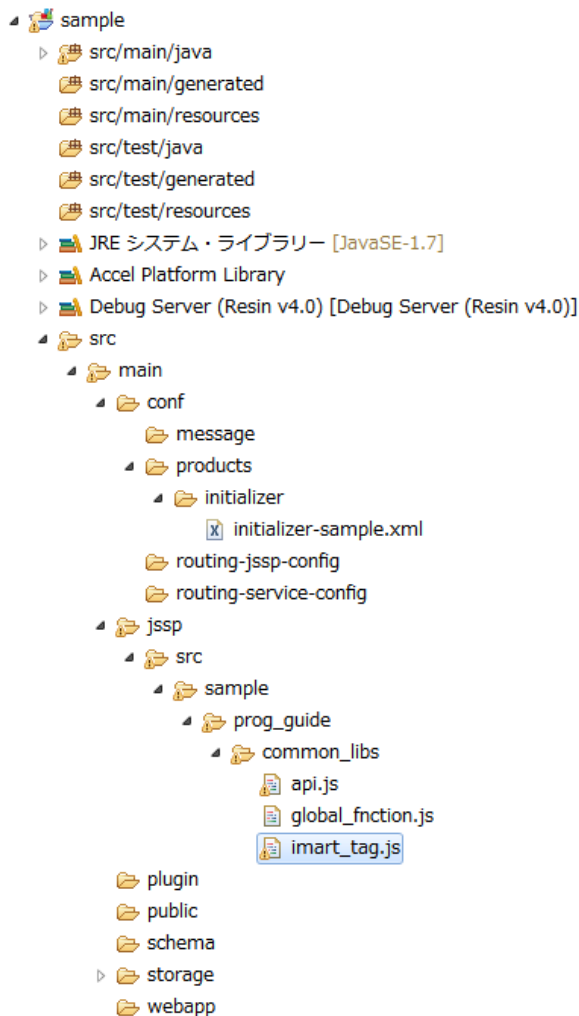 sample
src/main/java
src/main/generated
src/main/resources
src/test/java
src/test/generated
src/test/resources
JRE システム・ライブラリー [JavaSE-1.7]
Accel Platform Library
Debug Server (Resin v4.0) [Debug Server (Resin v4.0)]
src
main
conf
message
products
initializer
initializer-sample.xml
routing-jssp-config
routing-service-config
jssp
src
sample
prog_guide
common_libs
api.js
global_fnction.js
imart_tag.js
plugin
public
schema
storage
webapp